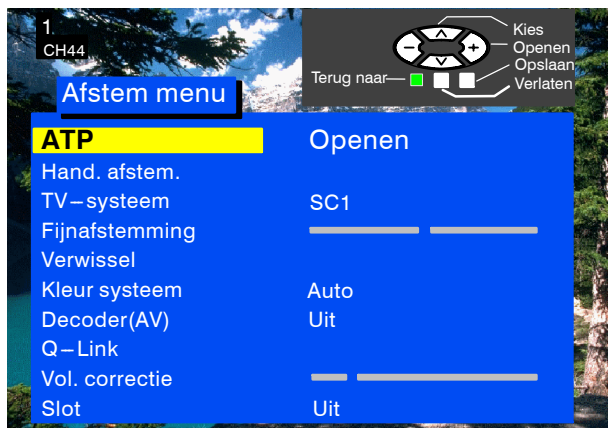 1.
CH44
Kies
Openen
Opslaan
Terug naar
Verlaten
Afstem menu
ATP Openen
Hand. afstem.
TV–systeem SC1
Fijnafstemming
Verwissel
Kleur systeem Auto
Decoder(AV) Uit
Q–Link
Vol. correctie
Slot Uit